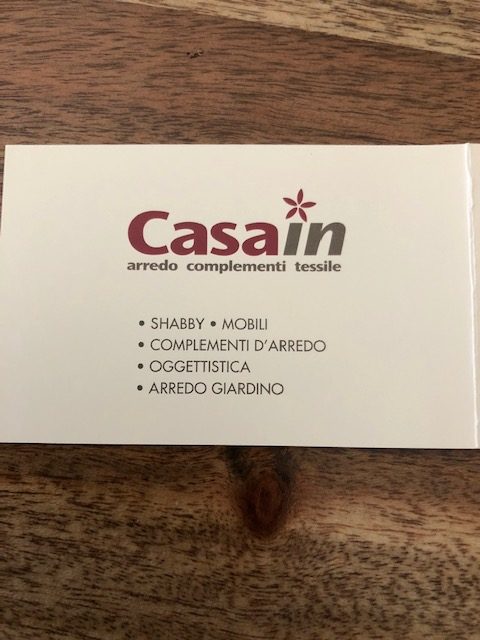 Casain
arredo complementi tessile
• SHABBY • MOBILI
• COMPLEMENTI D'ARREDO
• OGGETTISTICA
• ARREDO GIARDINO